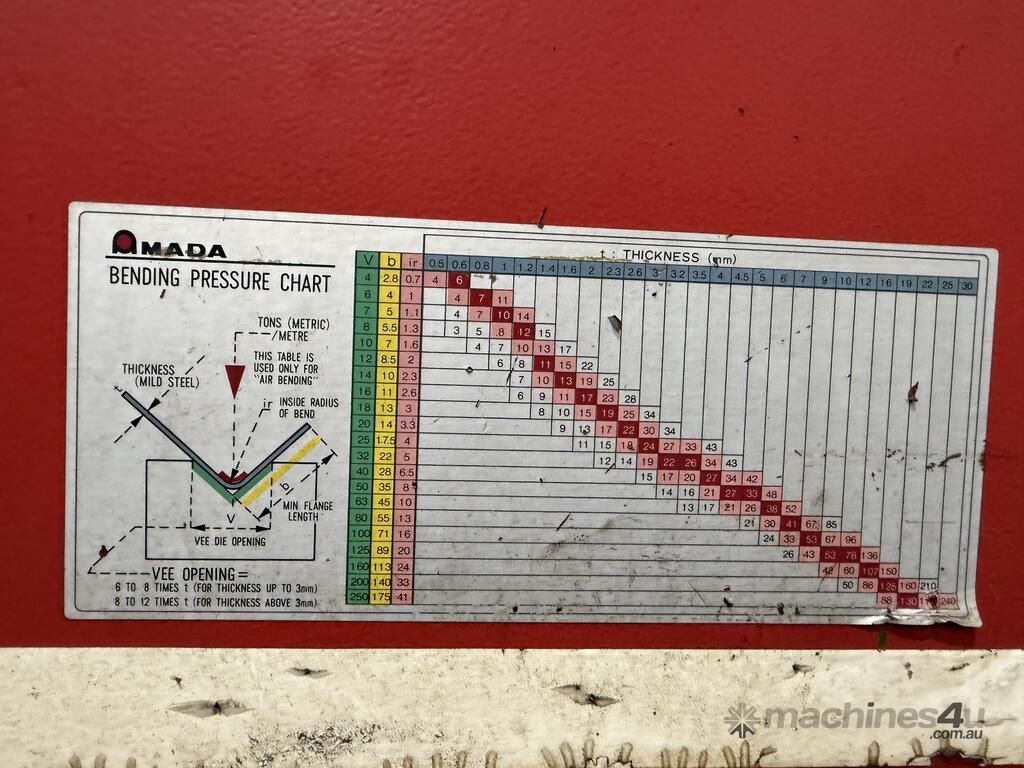 AMADA
BENDING PRESSURE CHART
TONS (METRIC)
/METRE
THIS TABLE IS
USED ONLY FOR
"AIR BENDING"
THICKNESS
(MILD STEEL)
t
ir INSIDE RADIUS
OF BEND
b
MIN. FLANGE
LENGTH
V
VEE DIE OPENING
VEE OPENING=
6 TO 8 TIMES t (FOR THICKNESS UP TO 3mm)
8 TO 12 TIMES t (FOR THICKNESS ABOVE 3mm)
t : THICKNESS (mm)
V b ir 0.5 0.6 0.8 1 1.2 1.4 1.6 2 2.3 2.6 3 3.2 3.5 4 4.5 5 6 7 9 10 12 16 19 22 25 30
4 2.8 0.7 4 6
6 4 1 4 7 11
7 5 1.1 4 7 10 14
8 5.5 1.3 3 5 8 12 15
10 7 1.6 4 7 10 13 17
12 8.5 2 6 8 11 15 22
14 10 2.3 7 10 13 19 25
16 11 2.6 6 9 11 17 23 28
18 13 3 8 10 15 19 25 34
20 14 3.3 9 13 17 22 30 34
25 17.5 4 11 15 18 24 27 33 43
32 22 5 12 14 19 22 26 34 43
40 28 6.5 15 17 20 27 34 42
50 35 8 14 16 21 27 33 48
63 45 10 13 17 21 26 38 52
80 55 13 21 30 41 67 85
100 71 16 24 33 53 67 96
125 89 20 26 43 53 78 136
160 113 24 42 60 107 150
200 140 33 50 86 125 160 210
250 175 41 88 130 240
machines4u
.com.au